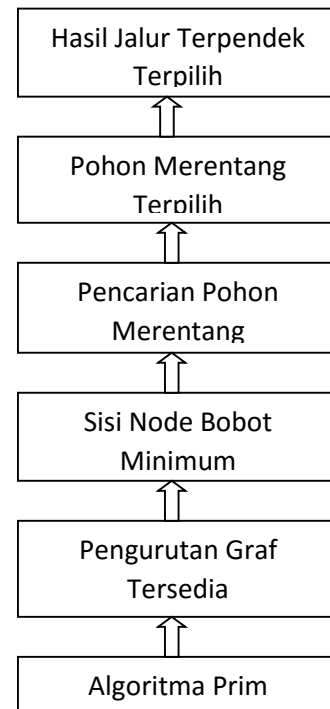 Hasil Jalur Terpendek
Terpilih
Pohon Merentang
Terpilih
Pencarian Pohon
Merentang
Sisi Node Bobot
Minimum
Pengurutan Graf
Tersedia
Algoritma Prim